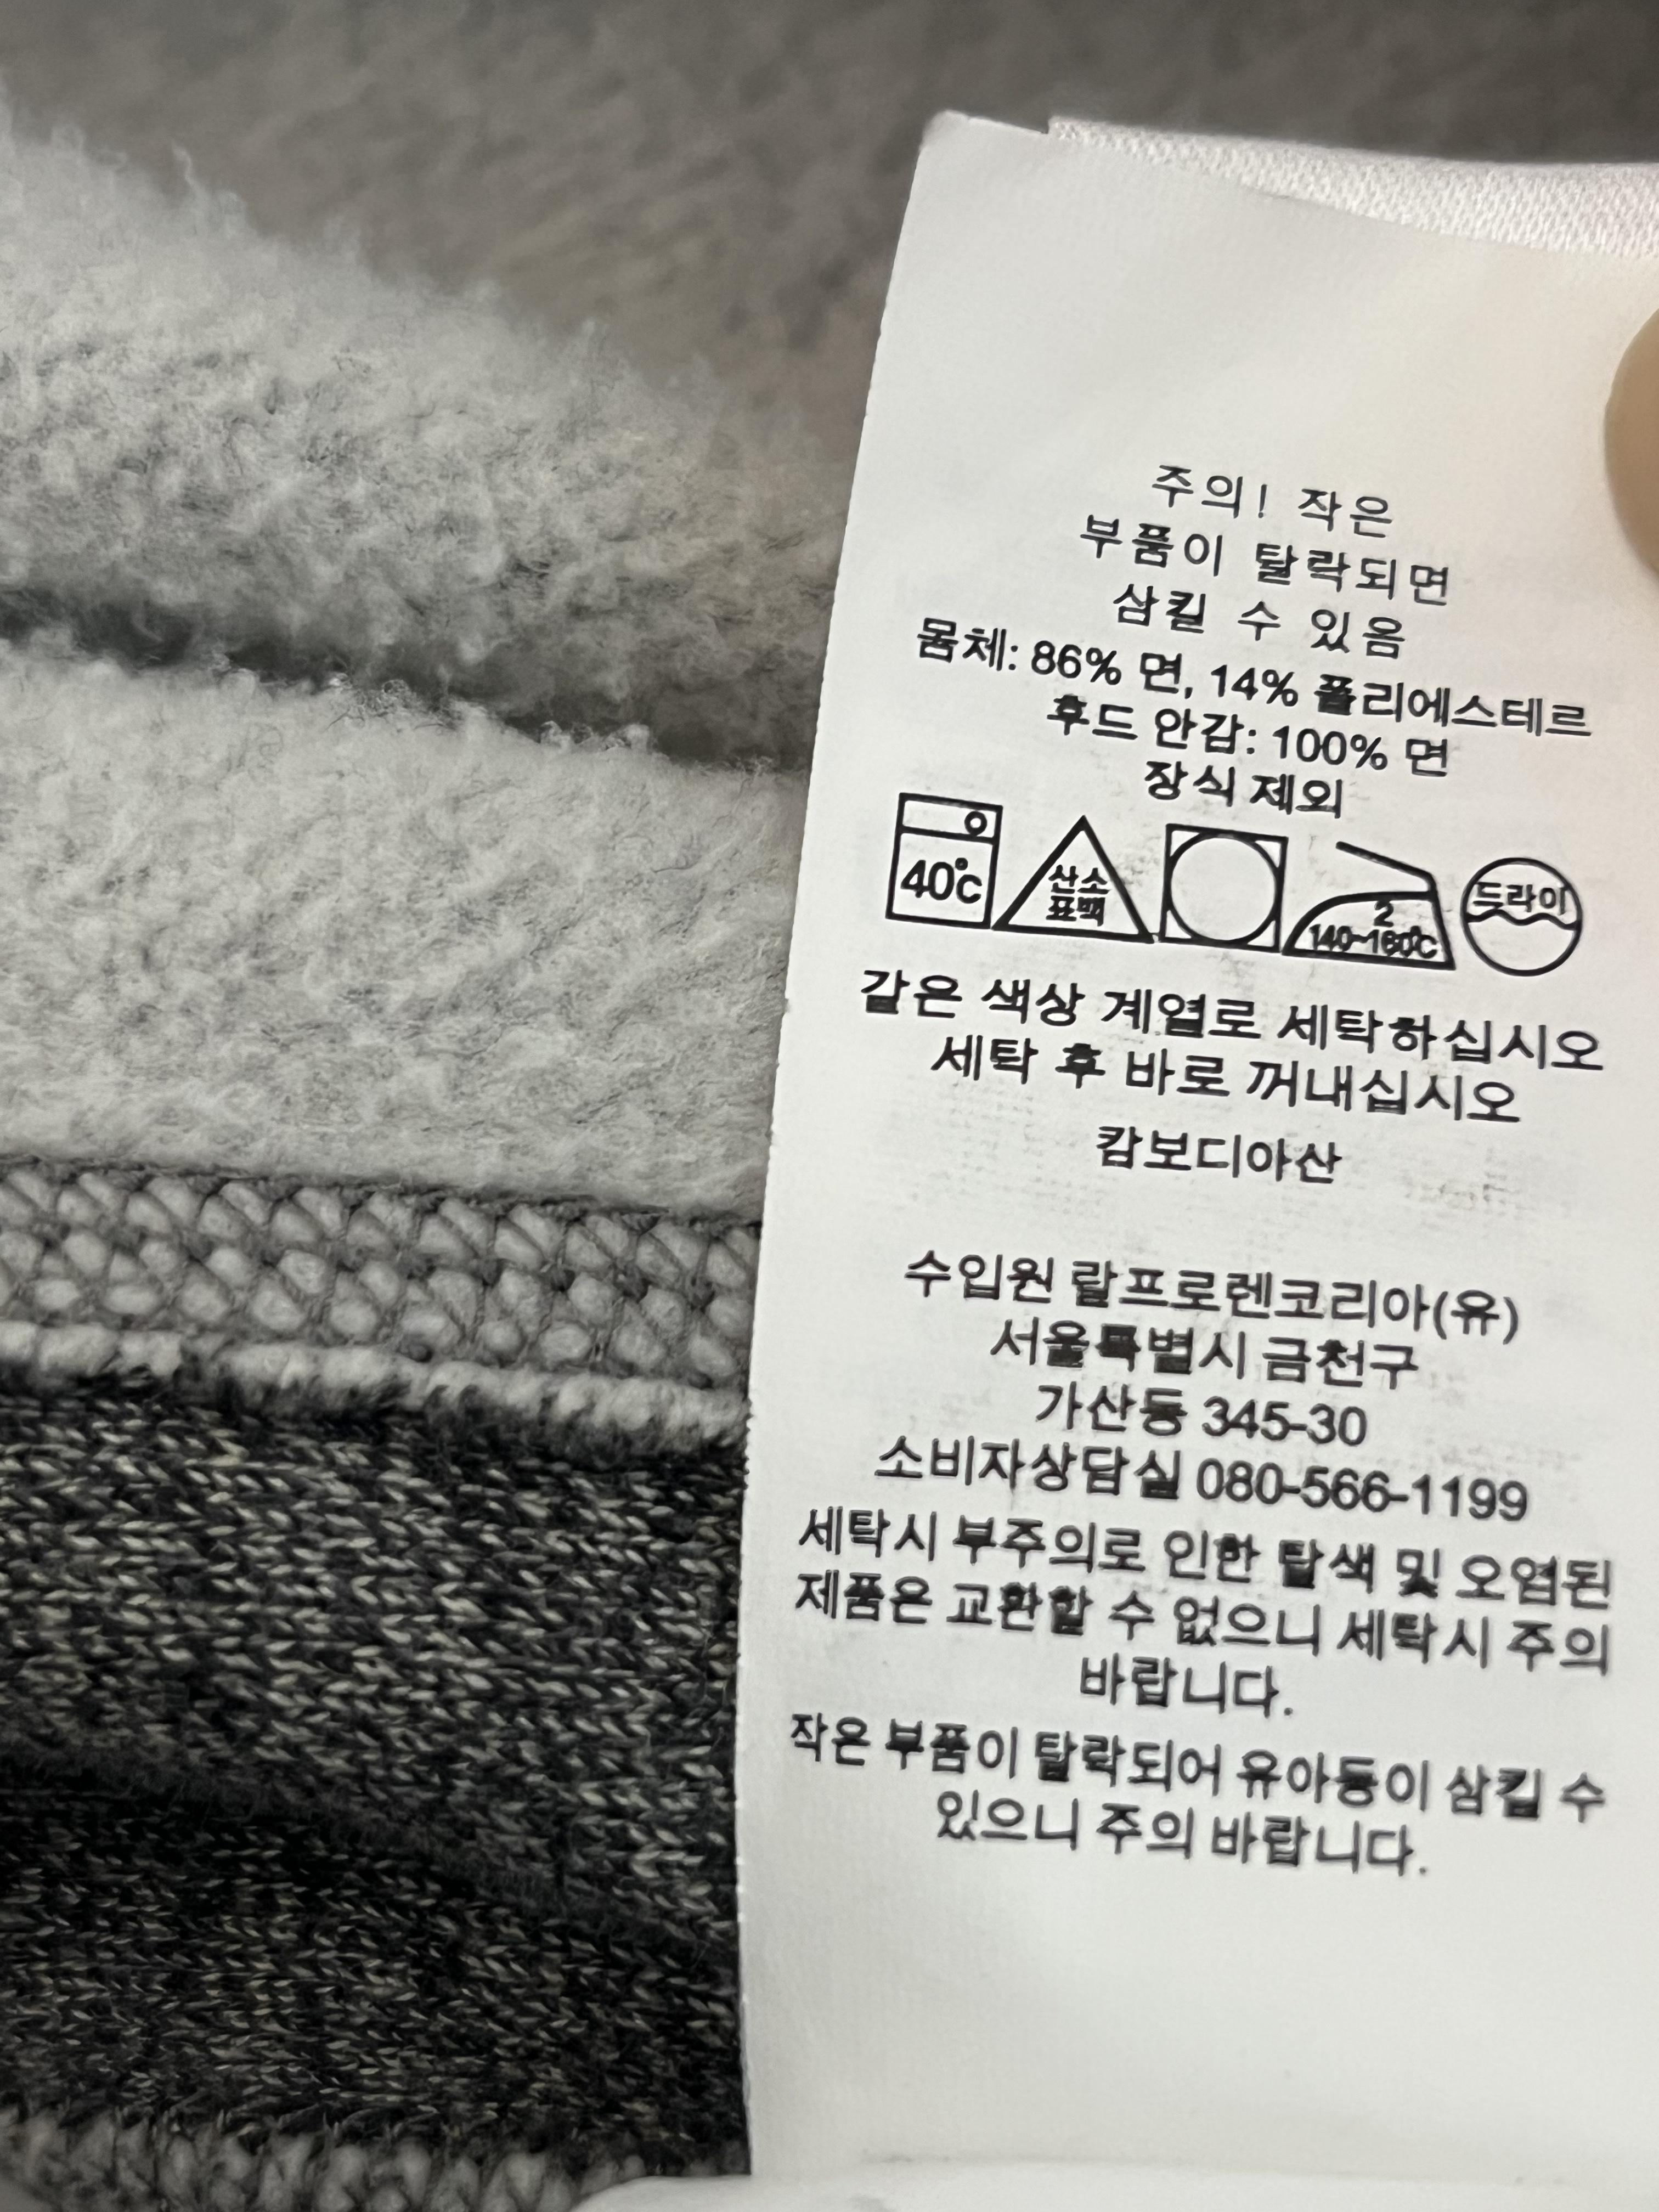 주의! 작은
부품이 탈락되면
삼킬 수 있음
몸체: 86% 면, 14% 폴리에스테르
후드 안감: 100% 면
장식 제외
40℃ 산소 표백 2 140~160℃ 드라이
같은 색상 계열로 세탁하십시오
세탁 후 바로 꺼내십시오
캄보디아산
수입원 랄프로렌코리아(유)
서울특별시 금천구
가산동 345-30
소비자상담실 080-566-1199
세탁시 부주의로 인한 탈색 및 오염된
제품은 교환할 수 없으니 세탁시 주의
바랍니다.
작은 부품이 탈락되어 유아등이 삼킬 수
있으니 주의 바랍니다.